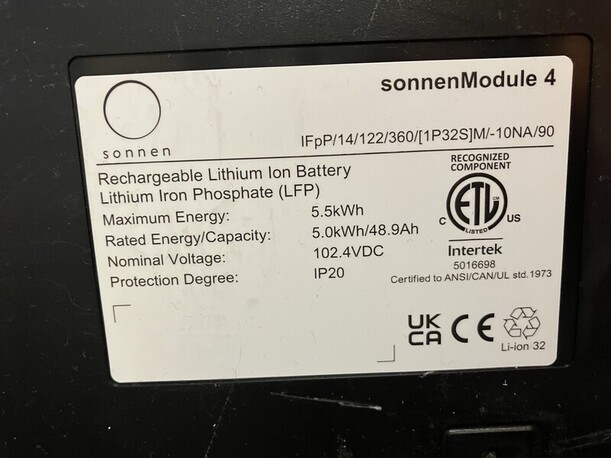 sonnenModule 4
sonnen
IFpP/14/122/360/[1P32S]M/-10NA/90
Rechargeable Lithium Ion Battery
Lithium Iron Phosphate (LFP)
Maximum Energy: 5.5kWh
Rated Energy/Capacity: 5.0kWh/48.9Ah
Nominal Voltage: 102.4VDC
Protection Degree: IP20
RECOGNIZED
COMPONENT
ETL
C LISTED US
Intertek
5016698
Certified to ANSI/CAN/UL std.1973
UK
CA CE
Li-ion 32